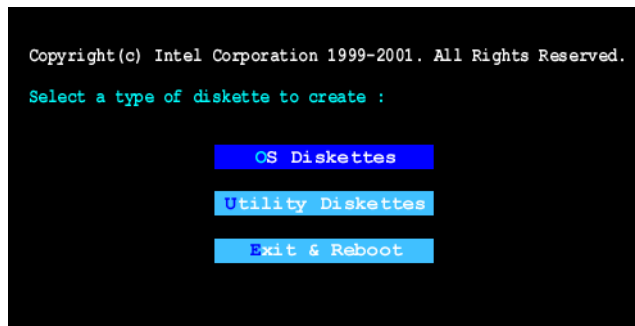 Copyright(c) Intel Corporation 1999-2001. All Rights Reserved.
Select a type of diskette to create :
OS Diskettes
Utility Diskettes
Exit & Reboot